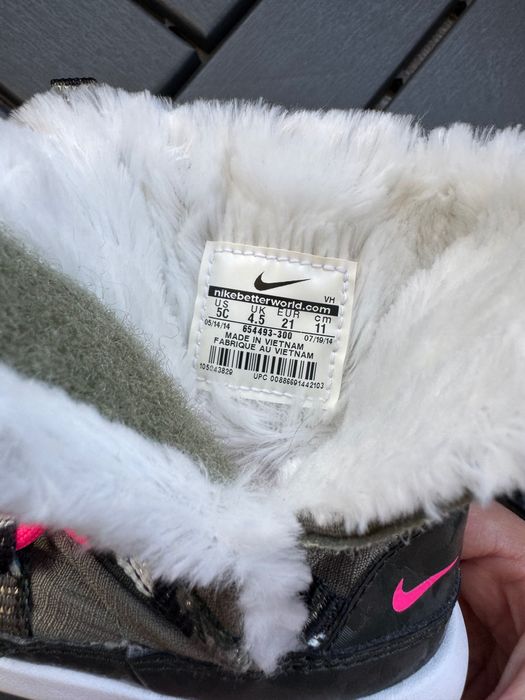 VH
nikebetterworld.com
US UK EUR cm
5C 4.5 21 11
05/14/14 654493-300 07/19/14
MADE IN VIETNAM
FABRIQUE AU VIETNAM
105043829 UPC 00886691442103